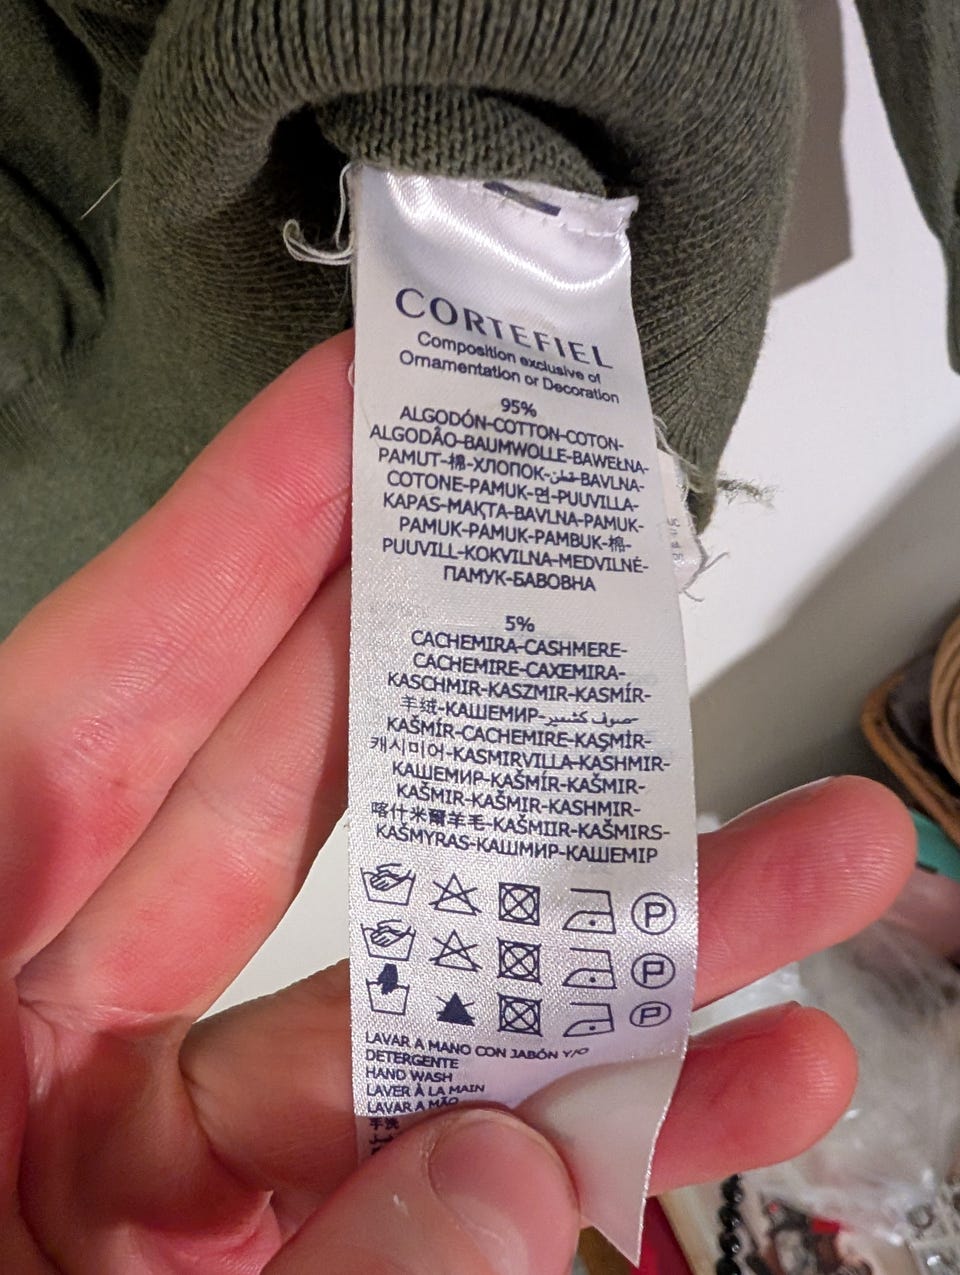 CORTEFIEL
Composition exclusive of
Ornamentation or Decoration
95%
ALGODÓN-COTTON-COTON-
ALGODÃO-BAUMWOLLE-BAWEŁNA-
PAMUT-棉-ХЛОПОК-قطن-BAVLNA-
COTONE-PAMUK-면-PUUVILLA-
KAPAS-MAKṬA-BAVLNA-PAMUK-
PAMUK-PAMUK-PAMBUK-棉-
PUUVILL-KOKVILNA-MEDVILNĖ-
ПАМУК-БАВОВНА
5%
CACHEMIRA-CASHMERE-
CACHEMIRE-CAXEMIRA-
KASCHMIR-KASZMIR-KASMÍR-
羊绒-КАШЕМИР-صوف كشمير-
KAŠMÍR-CACHEMIRE-KAŞMİR-
캐시미어-KASMIRVILLA-KASHMIR-
КАШЕМИР-KAŠMÍR-KAŠMIR-
KAŠMIR-KAŠMIR-KASHMIR-
喀什米爾羊毛-KAŠMIIR-KAŠMIRS-
KAŠMYRAS-КАШМИР-КАШЕМІР
P
P
P
LAVAR A MANO CON JABÓN Y/O
DETERGENTE
HAND WASH
LAVER À LA MAIN
LAVAR A MÃO
手洗